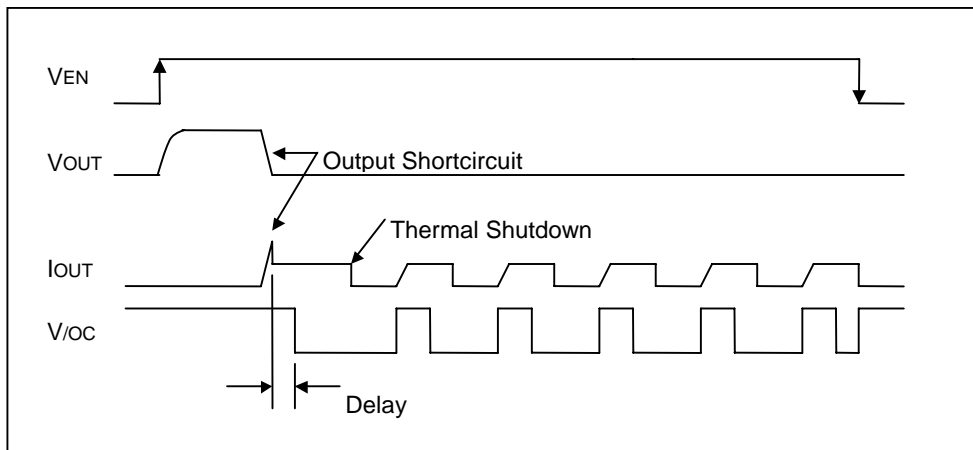 VEN
VOUT
Output Shortcircuit
Thermal Shutdown
IOUT
V/OC
Delay